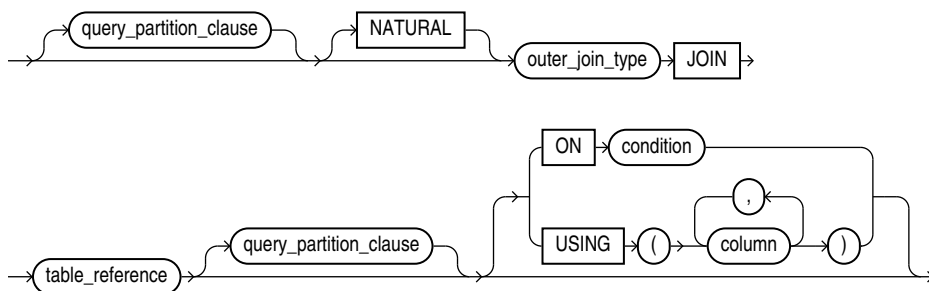 query_partition_clause NATURAL
outer_join_type JOIN
ON condition
,
query_partition_clause USING ( column )
table_reference